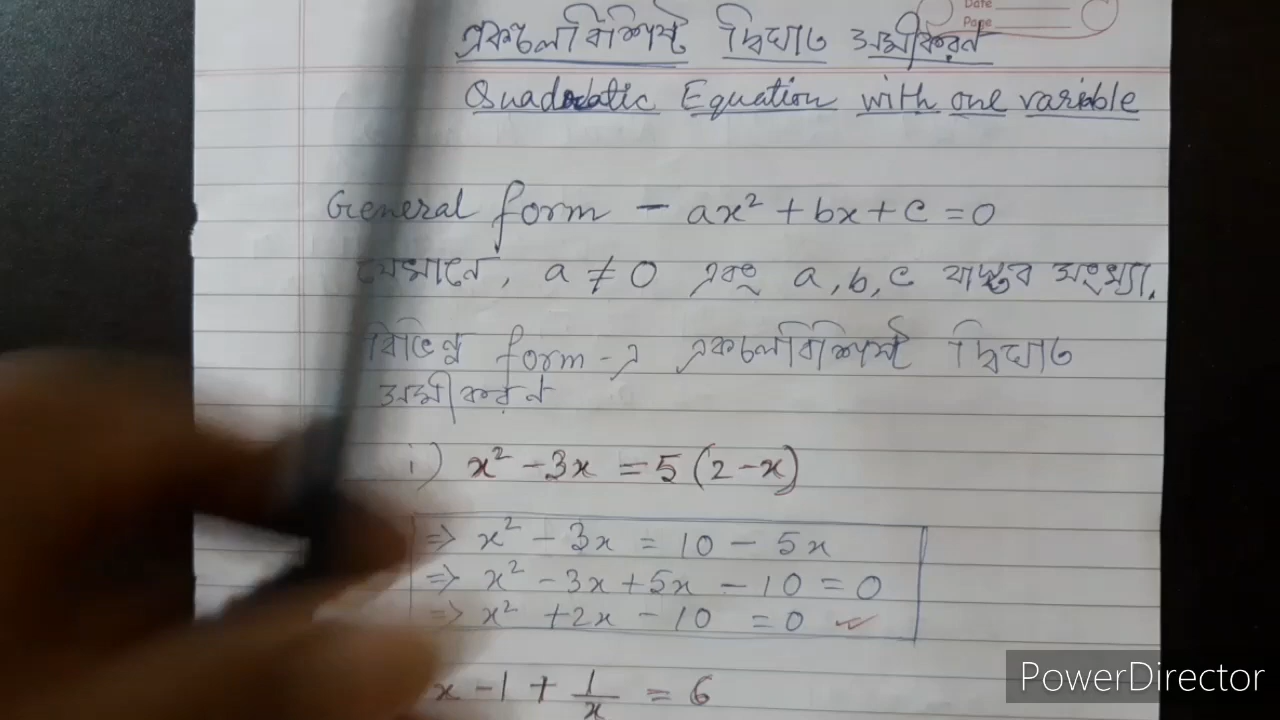 Date
Page
একচলবিশিষ্ট দ্বিঘাত সমীকরণ
Quadratic Equation with one variable
General form - ax² + bx + c = 0
যেখানে, a ≠ 0 এবং a, b, c বাস্তব সংখ্যা.
বিভিন্ন form-এ একচলবিশিষ্ট দ্বিঘাত
সমীকরণ
i) x² - 3x = 5 (2 - x)
⇒ x² - 3x = 10 - 5x
⇒ x² - 3x + 5x - 10 = 0
⇒ x² + 2x - 10 = 0 ✓
x - 1 + 1/x = 6
PowerDirector